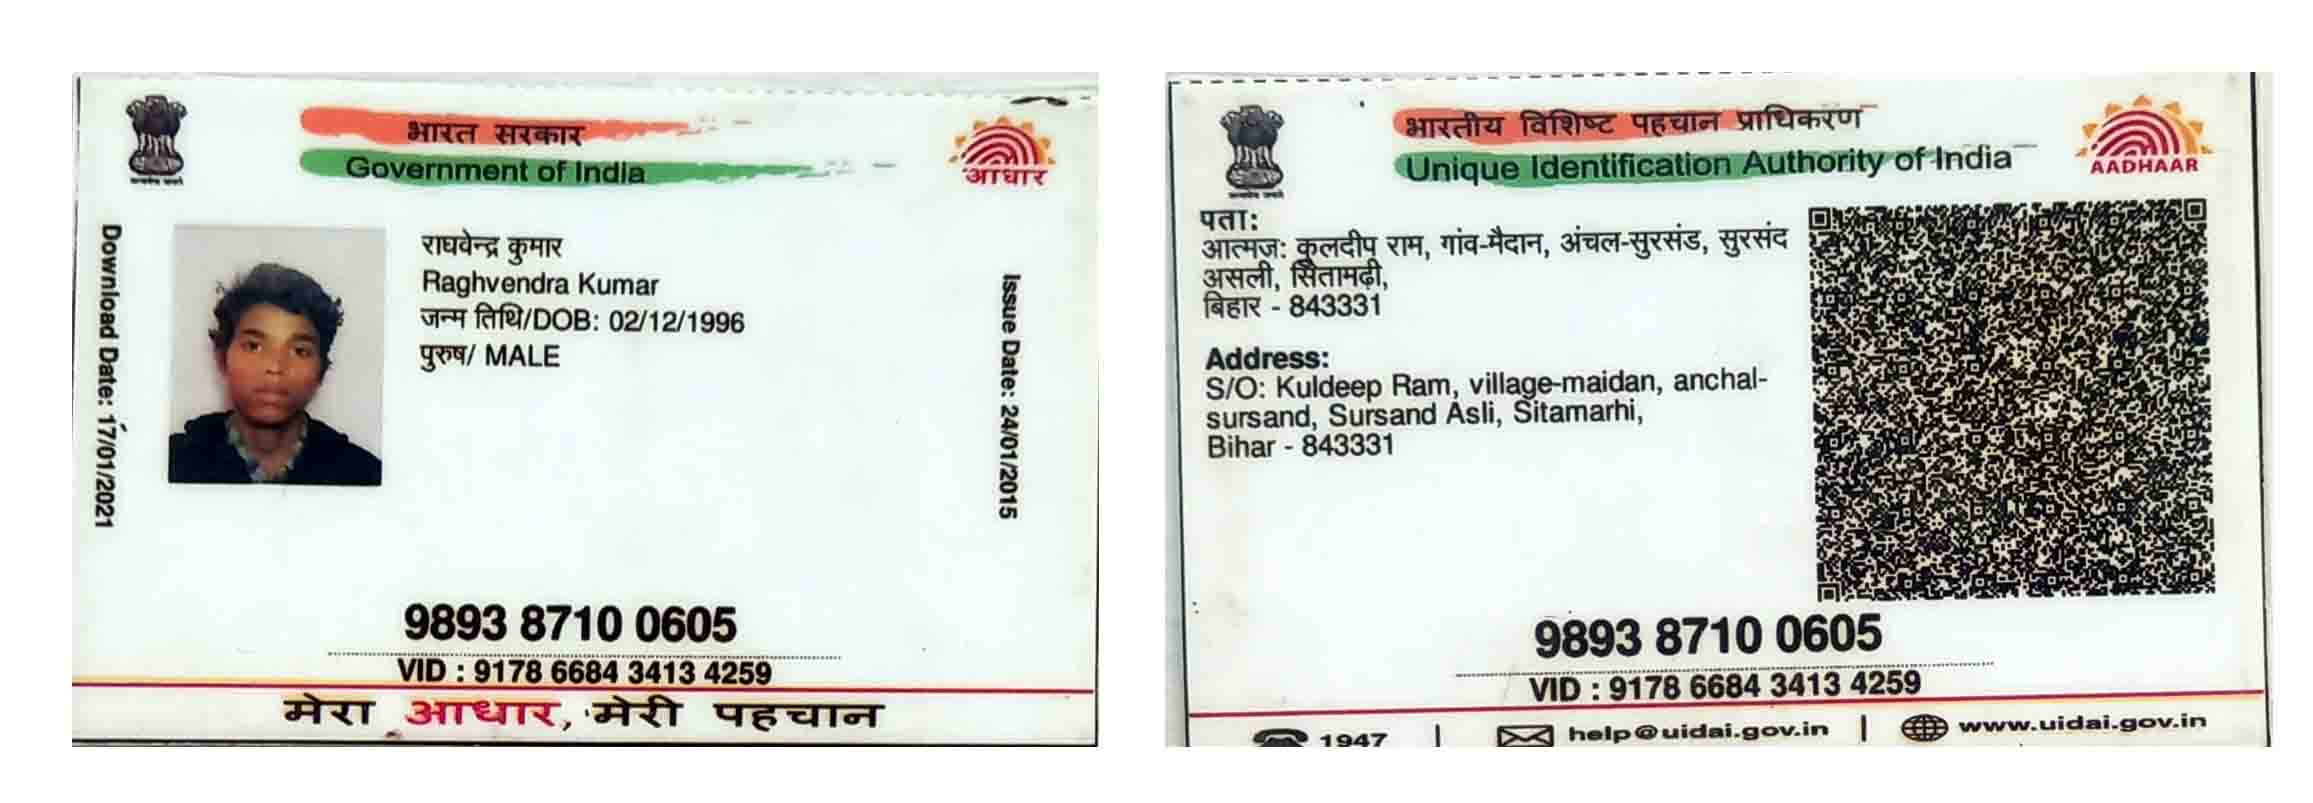 भारत सरकार
Government of India
आधार
Download Date: 17/01/2021
राघवेन्द्र कुमार
Raghvendra Kumar
जन्म तिथि/DOB: 02/12/1996
पुरुष/ MALE
Issue Date: 24/01/2015
9893 8710 0605
VID : 9178 6684 3413 4259
मेरा आधार, मेरी पहचान
भारतीय विशिष्ट पहचान प्राधिकरण
Unique Identification Authority of India
AADHAAR
पता:
आत्मज: कुलदीप राम, गांव-मैदान, अंचल-सुरसंड, सुरसंद
असली, सितामढ़ी,
बिहार - 843331
Address:
S/O: Kuldeep Ram, village-maidan, anchal-
sursand, Sursand Asli, Sitamarhi,
Bihar - 843331
9893 8710 0605
VID : 9178 6684 3413 4259
1947 | help@uidai.gov.in | www.uidai.gov.in